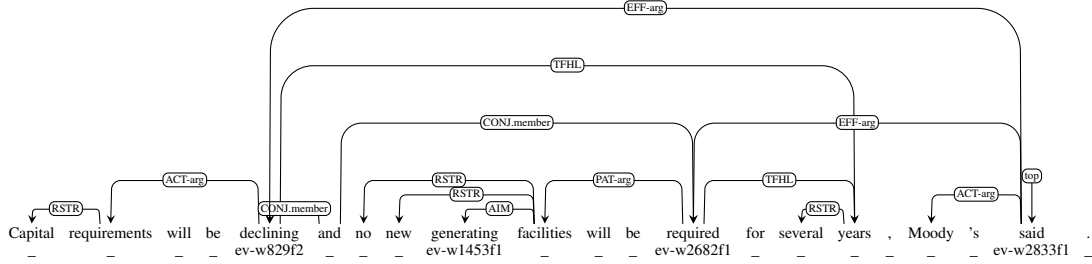 EFF-arg
TFHL
CONJ.member EFF-arg
ACT-arg RSTR PAT-arg TFHL top
RSTR ACT-arg
RSTR CONJ.member AIM RSTR
Capital requirements will be declining and no new generating facilities will be required for several years , Moody 's said .
_ _ _ _ ev-w829f2 _ _ _ ev-w1453f1 _ _ _ ev-w2682f1 _ _ _ _ _ _ ev-w2833f1 _